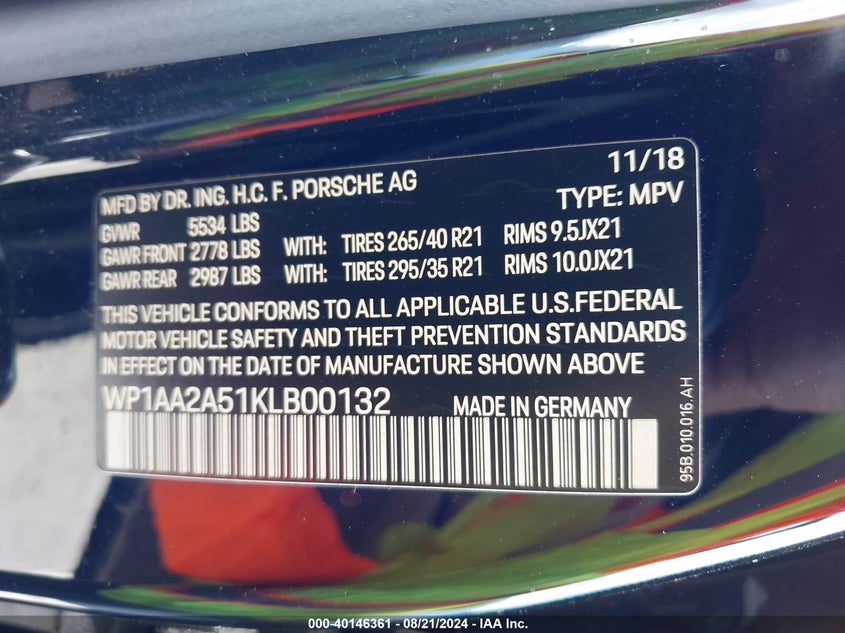 11/18
MFD BY DR. ING. H.C. F. PORSCHE AG
TYPE: MPV
GVWR 5534 LBS
GAWR FRONT 2778 LBS WITH: TIRES 265/40 R21 RIMS 9.5JX21
GAWR REAR 2987 LBS WITH: TIRES 295/35 R21 RIMS 10.0JX21
THIS VEHICLE CONFORMS TO ALL APPLICABLE U.S.FEDERAL
MOTOR VEHICLE SAFETY AND THEFT PREVENTION STANDARDS
IN EFFECT ON THE DATE OF MANUFACTURE SHOWN ABOVE
WP1AA2A51KLB00132 MADE IN GERMANY
95B.010.016.AH
000-40146361 - 08/21/2024 - IAA Inc.